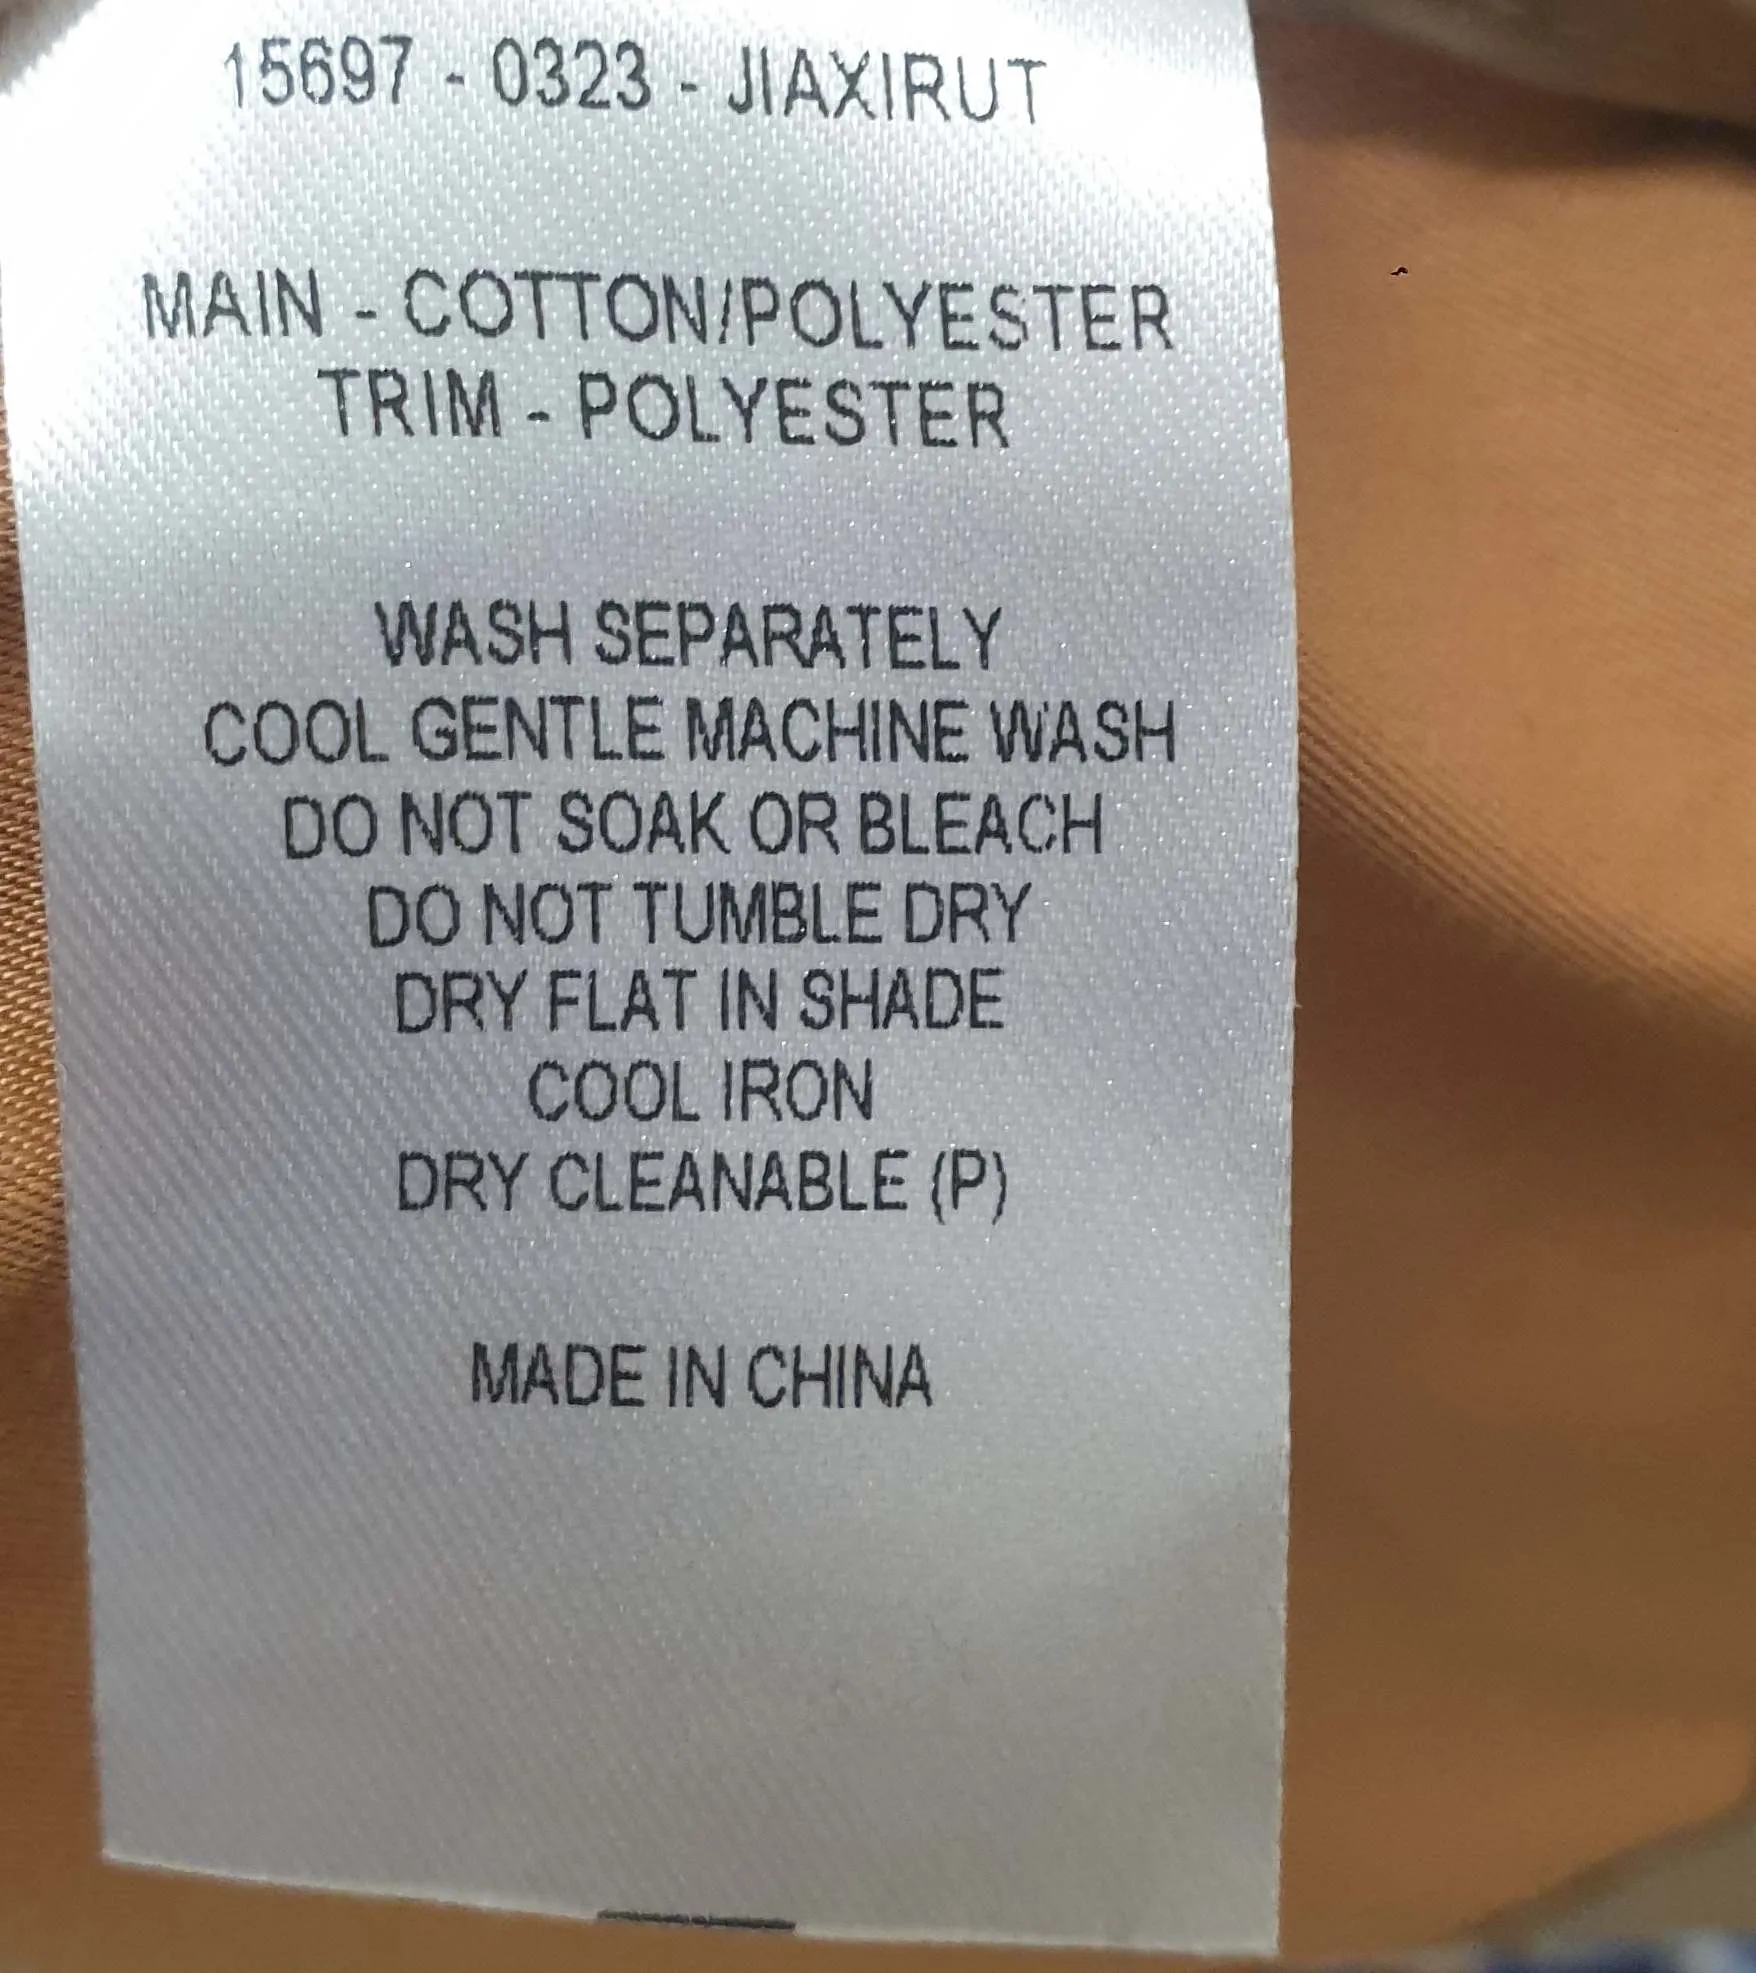 15697 - 0323 - JIAXIRUT
MAIN - COTTON/POLYESTER
TRIM - POLYESTER
WASH SEPARATELY
COOL GENTLE MACHINE WASH
DO NOT SOAK OR BLEACH
DO NOT TUMBLE DRY
DRY FLAT IN SHADE
COOL IRON
DRY CLEANABLE (P)
MADE IN CHINA